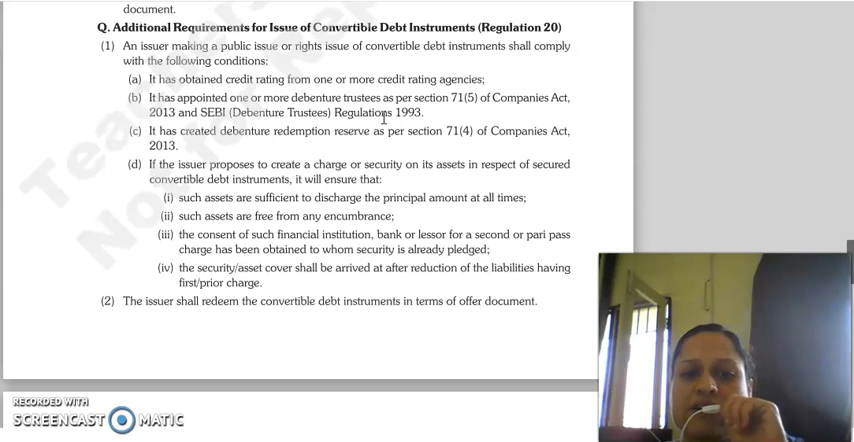 document.
Q. Additional Requirements for Issue of Convertible Debt Instruments (Regulation 20)
(1) An issuer making a public issue or rights issue of convertible debt instruments shall comply
with the following conditions:
(a) It has obtained credit rating from one or more credit rating agencies;
(b) It has appointed one or more debenture trustees as per section 71(5) of Companies Act,
2013 and SEBI (Debenture Trustees) Regulations 1993.
(c) It has created debenture redemption reserve as per section 71(4) of Companies Act,
2013.
(d) If the issuer proposes to create a charge or security on its assets in respect of secured
convertible debt instruments, it will ensure that:
(i) such assets are sufficient to discharge the principal amount at all times;
(ii) such assets are free from any encumbrance;
(iii) the consent of such financial institution, bank or lessor for a second or pari pass
charge has been obtained to whom security is already pledged;
(iv) the security/asset cover shall be arrived at after reduction of the liabilities having
first/prior charge.
(2) The issuer shall redeem the convertible debt instruments in terms of offer document.
Not for
RECORDED WITH
SCREENCAST MATIC